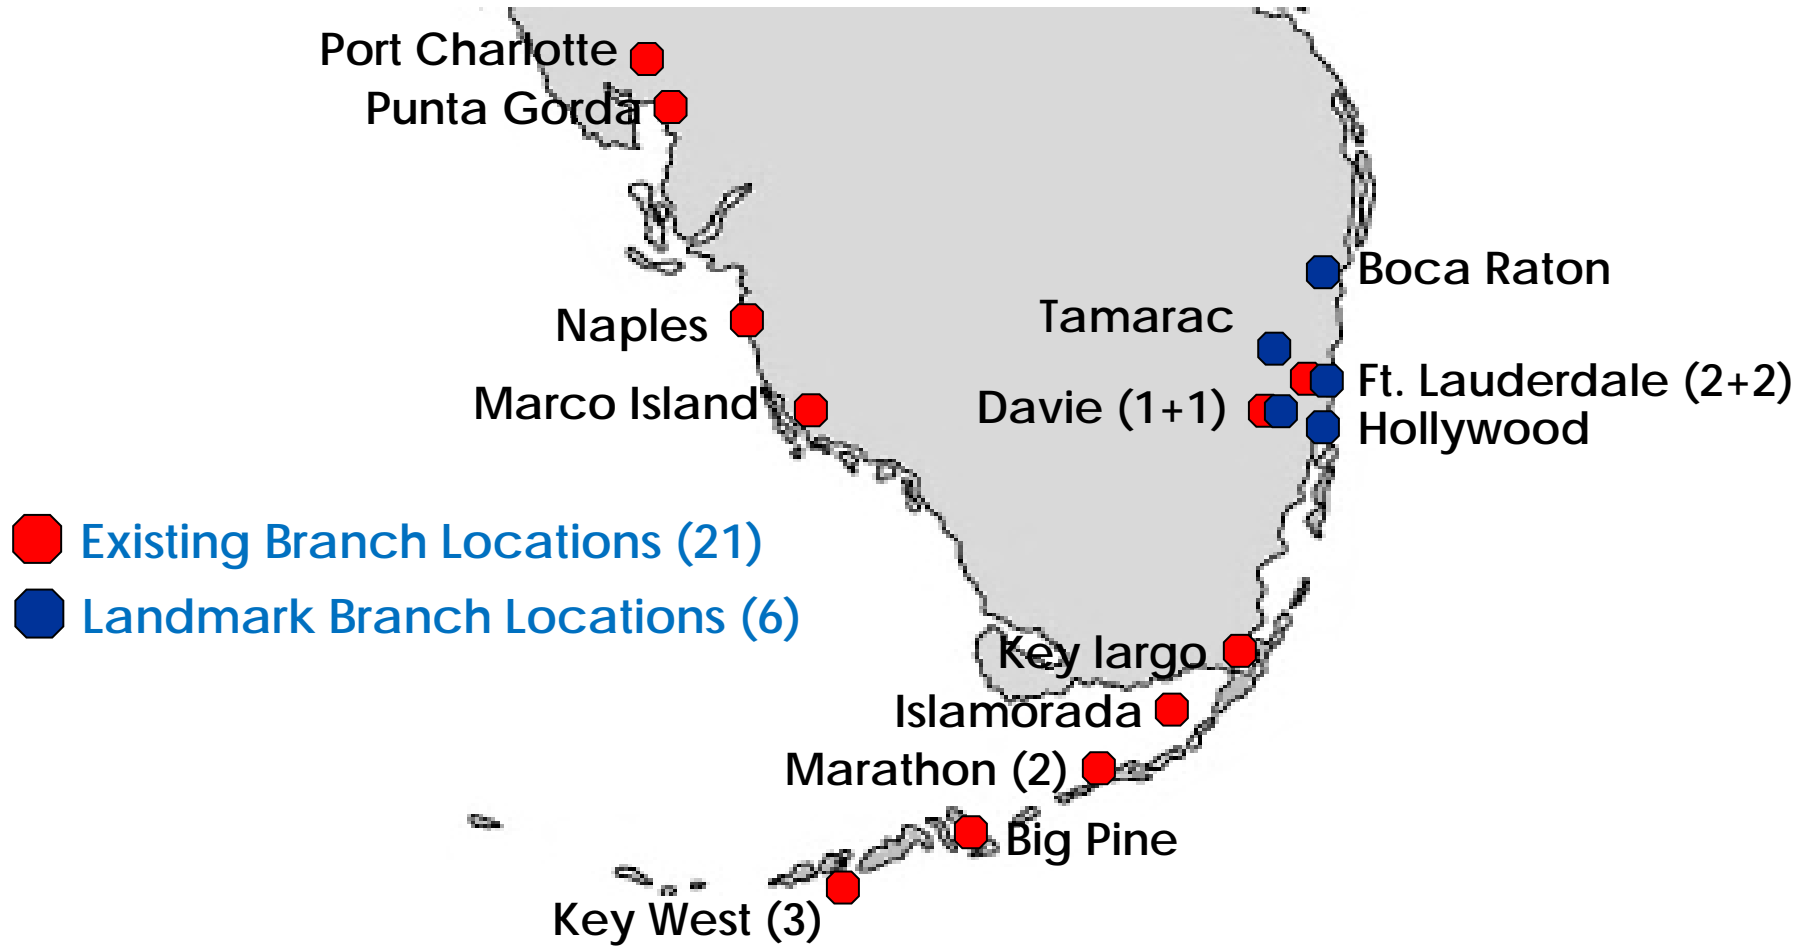 Port Charlotte
Punta Gorda
Boca Raton
Tamarac
Naples
Ft. Lauderdale (2+2)
Marco Island
Davie (1+1)
Hollywood
Existing Branch Locations (21)
Landmark Branch Locations (6)
Key largo
Islamorada
Marathon (2)
Big Pine
Key West (3)